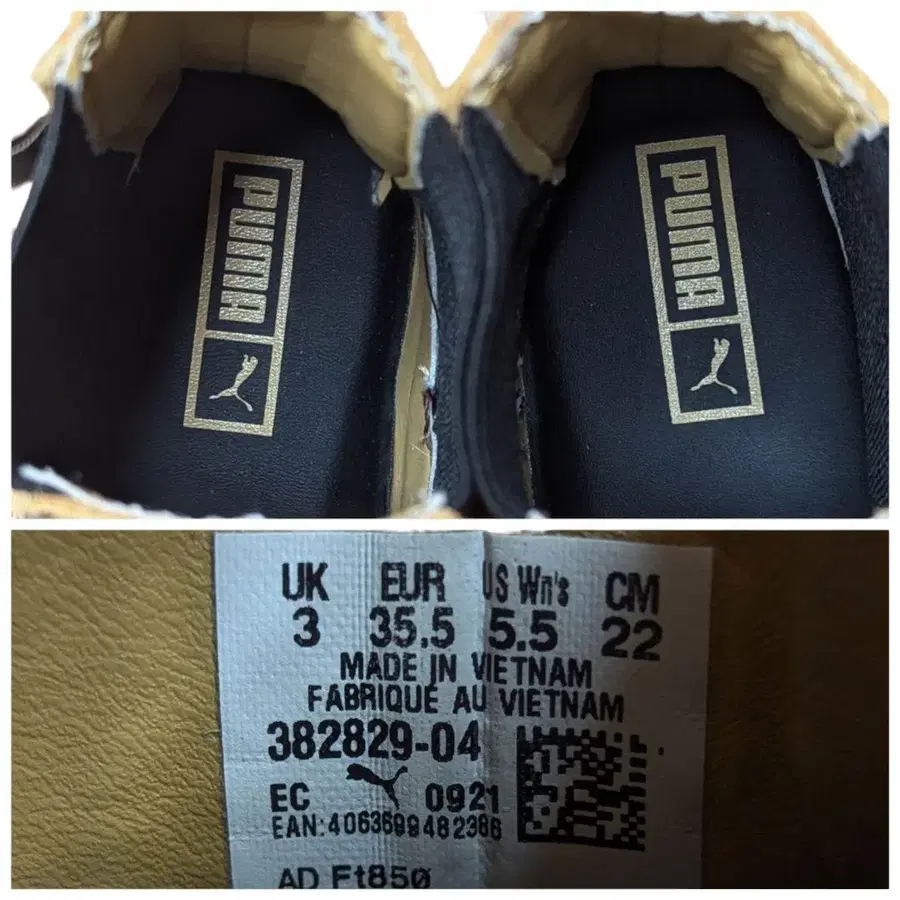 PUMA
PUMA
UK EUR US Wn's CM
3 35.5 5.5 22
MADE IN VIETNAM
FABRIQUÉ AU VIETNAM
382829-04
EC 0921
EAN:4063699482386
AD Ft850